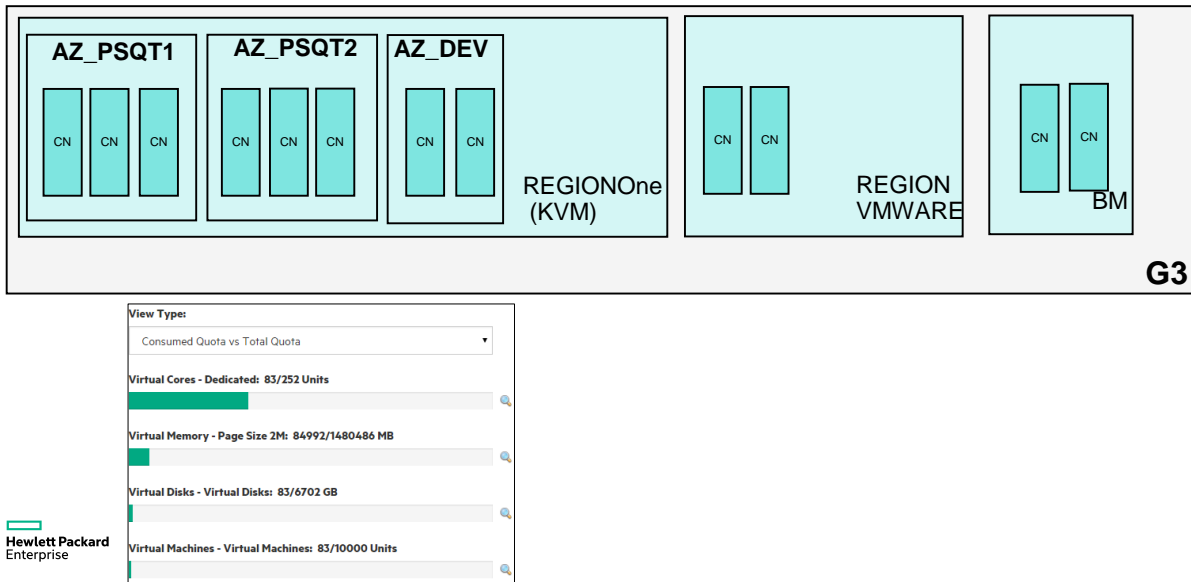 AZ_PSQT1
AZ_PSQT2
AZ_DEV
CN CN CN
CN CN CN
CN CN
CN CN
CN CN
REGIONOne
(KVM)
REGION
VMWARE
BM
G3
View Type:
Consumed Quota vs Total Quota
Virtual Cores - Dedicated: 83/252 Units
Virtual Memory - Page Size 2M: 84992/1480486 MB
Virtual Disks - Virtual Disks: 83/6702 GB
Virtual Machines - Virtual Machines: 83/10000 Units
Hewlett Packard
Enterprise